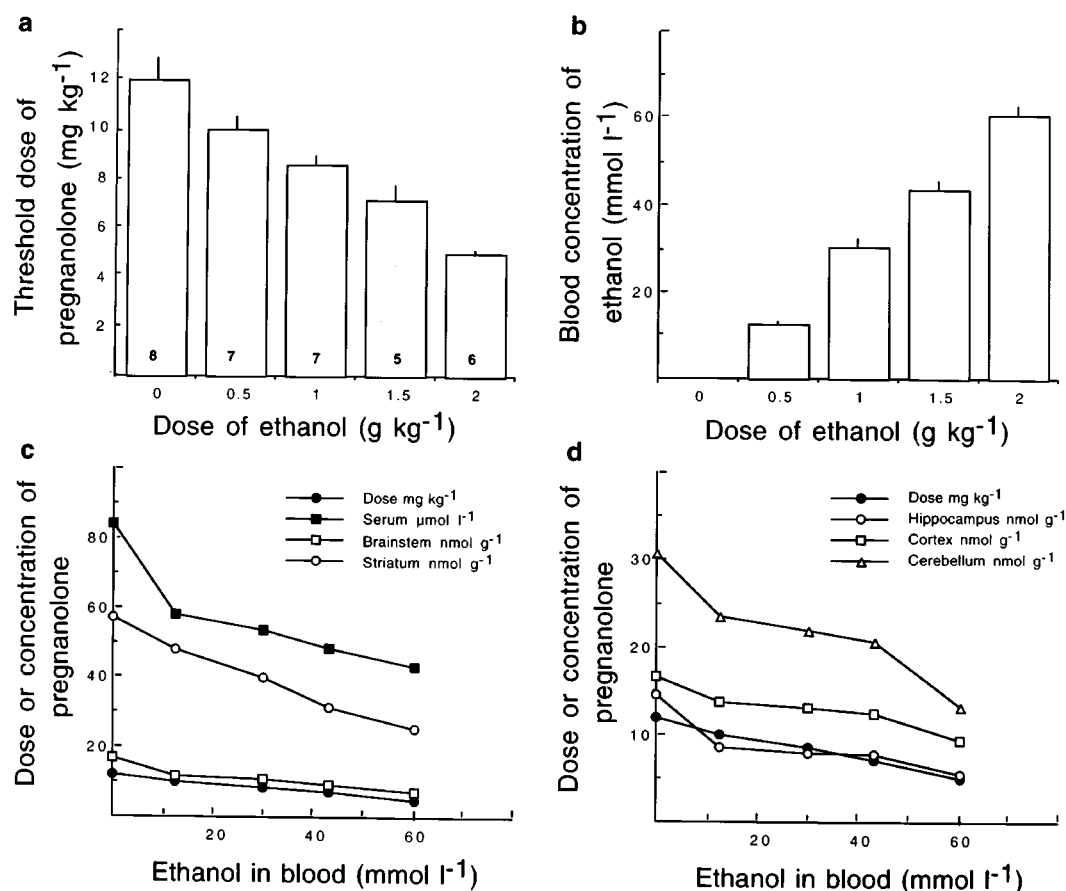 a
Threshold dose of
pregnanolone (mg kg-1)
12
10
8
6
4
2
8
7
7
5
6
0
0.5
1
1.5
2
Dose of ethanol (g kg-1)
b
Blood concentration of
ethanol (mmol l-1)
60
40
20
0
0.5
1
1.5
2
Dose of ethanol (g kg-1)
c
Dose or concentration of
pregnanolone
80
60
40
20
Dose mg kg-1
Serum µmol l-1
Brainstem nmol g-1
Striatum nmol g-1
20
40
60
Ethanol in blood (mmol l-1)
d
Dose or concentration of
pregnanolone
30
20
10
Dose mg kg-1
Hippocampus nmol g-1
Cortex nmol g-1
Cerebellum nmol g-1
20
40
60
Ethanol in blood (mmol l-1)